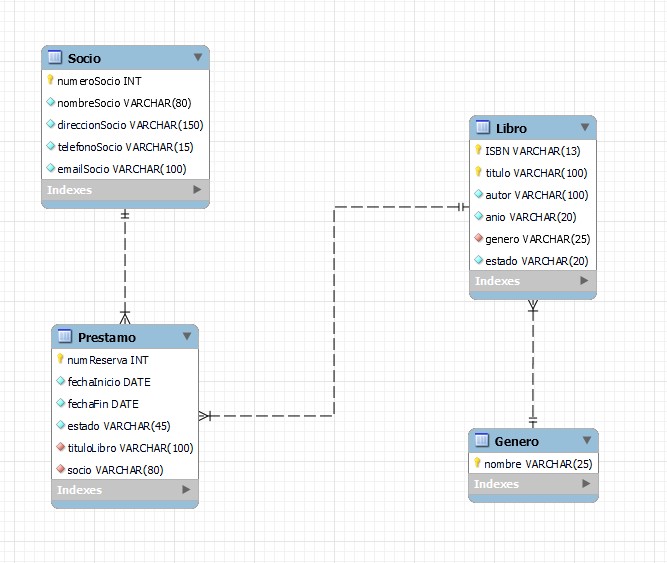 Socio
numeroSocio INT
nombreSocio VARCHAR(80)
direccionSocio VARCHAR(150)
telefonoSocio VARCHAR(15)
emailSocio VARCHAR(100)
Indexes
Libro
ISBN VARCHAR(13)
titulo VARCHAR(100)
autor VARCHAR(100)
anio VARCHAR(20)
genero VARCHAR(25)
estado VARCHAR(20)
Indexes
Prestamo
numReserva INT
fechaInicio DATE
fechaFin DATE
estado VARCHAR(45)
tituloLibro VARCHAR(100)
socio VARCHAR(80)
Indexes
Genero
nombre VARCHAR(25)
Indexes